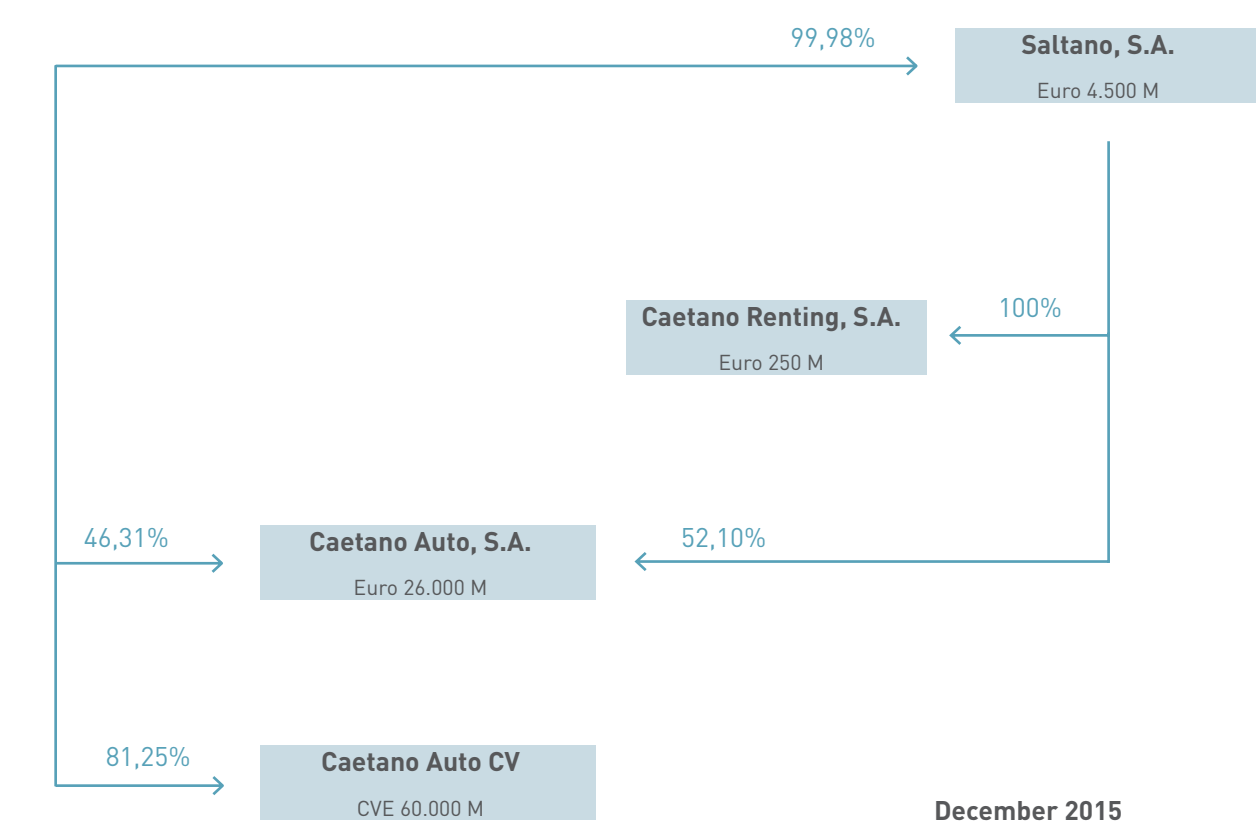 99,98%
Saltano, S.A.
Euro 4.500 M
Caetano Renting, S.A.
Euro 250 M
100%
46,31%
Caetano Auto, S.A.
Euro 26.000 M
52,10%
81,25%
Caetano Auto CV
CVE 60.000 M
December 2015